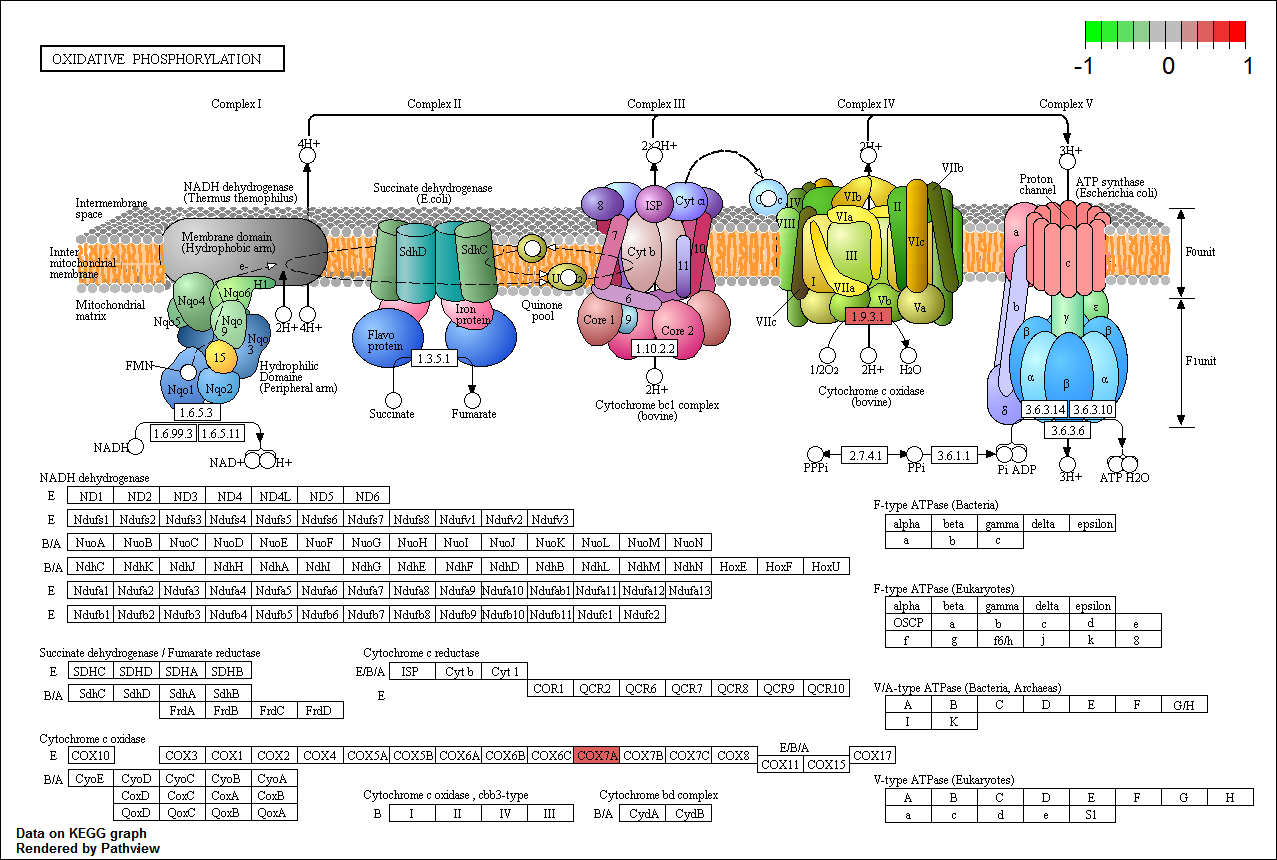 OXIDATIVE PHOSPHORYLATION
-1 0 1
Complex I Complex II Complex III Complex IV Complex V
4H+ 2×2H+ 2H+ 3H+
NADH dehydrogenase
(Thermus themophilus)
Succinate dehydrogenase
(E.coli)
VIIb
Proton
channel
ATP synthase
(Escherichia coli)
Intermembrane
space
Innter
mitochondrial
membrane
Mitochondrial
matrix
Membrane domain
(Hydrophobic arm)
e-
SdhD SdhC
8 ISP Cyt c1
7 Cyt b 10
11
6
Core 1 9 Core 2
IV VIb II
VIII VIa VIc
III
I VIIa
Vb Va
VIIc
a c
b γ ε
β β
α α
β
δ
F0unit
F1unit
Quinone
pool
H1
Nqo4 Nqo6
Nqo5 Nqo
9
Nqo
3
15
Nqo1 Nqo2
FMN
2H+ 4H+
Hydrophilic
Domaine
(Peripheral arm)
Flavo
protein
Iron
protein
1.3.5.1
1.10.2.2
1.9.3.1
1/2O2 2H+ H2O
Succinate Fumarate
2H+
Cytochrome bc1 complex
(bovine)
Cytochrome c oxidase
(bovine)
1.6.5.3
1.6.99.3 1.6.5.11
NADH NAD+ H+
3.6.3.14 3.6.3.10
3.6.3.6
2.7.4.1 3.6.1.1
PPPi PPi Pi ADP 3H+ ATP H2O
NADH dehydrogenase
E ND1 ND2 ND3 ND4 ND4L ND5 ND6
E Ndufs1 Ndufs2 Ndufs3 Ndufs4 Ndufs5 Ndufs6 Ndufs7 Ndufs8 Ndufv1 Ndufv2 Ndufv3
B/A NuoA NuoB NuoC NuoD NuoE NuoF NuoG NuoH NuoI NuoJ NuoK NuoL NuoM NuoN
B/A NdhC NdhK NdhJ NdhH NdhA NdhI NdhG NdhE NdhF NdhD NdhB NdhL NdhM NdhN HoxE HoxF HoxU
E Ndufa1 Ndufa2 Ndufa3 Ndufa4 Ndufa5 Ndufa6 Ndufa7 Ndufa8 Ndufa9 Ndufa10 Ndufab1 Ndufa11 Ndufa12 Ndufa13
E Ndufb1 Ndufb2 Ndufb3 Ndufb4 Ndufb5 Ndufb6 Ndufb7 Ndufb8 Ndufb9 Ndufb10 Ndufb11 Ndufc1 Ndufc2
Succinate dehydrogenase / Fumarate reductase
E SDHC SDHD SDHA SDHB
B/A SdhC SdhD SdhA SdhB
FrdA FrdB FrdC FrdD
Cytochrome c reductase
E/B/A ISP Cyt b Cyt 1
E COR1 QCR2 QCR6 QCR7 QCR8 QCR9 QCR10
Cytochrome c oxidase
E COX10 COX3 COX1 COX2 COX4 COX5A COX5B COX6A COX6B COX6C COX7A COX7B COX7C COX8 COX17
E/B/A
COX11 COX15
B/A CyoE CyoD CyoC CyoB CyoA
CoxD CoxC CoxA CoxB
QoxD QoxC QoxB QoxA
Cytochrome c oxidase , cbb3-type
B I II IV III
Cytochrome bd complex
B/A CydA CydB
F-type ATPase (Bacteria)
alpha beta gamma delta epsilon
a b c
F-type ATPase (Eukaryotes)
alpha beta gamma delta epsilon
OSCP a b c d e
f g f6/h j k 8
V/A-type ATPase (Bacteria, Archaeas)
A B C D E F G/H
I K
V-type ATPase (Eukaryotes)
A B C D E F G H
a c d e S1
Data on KEGG graph
Rendered by Pathview